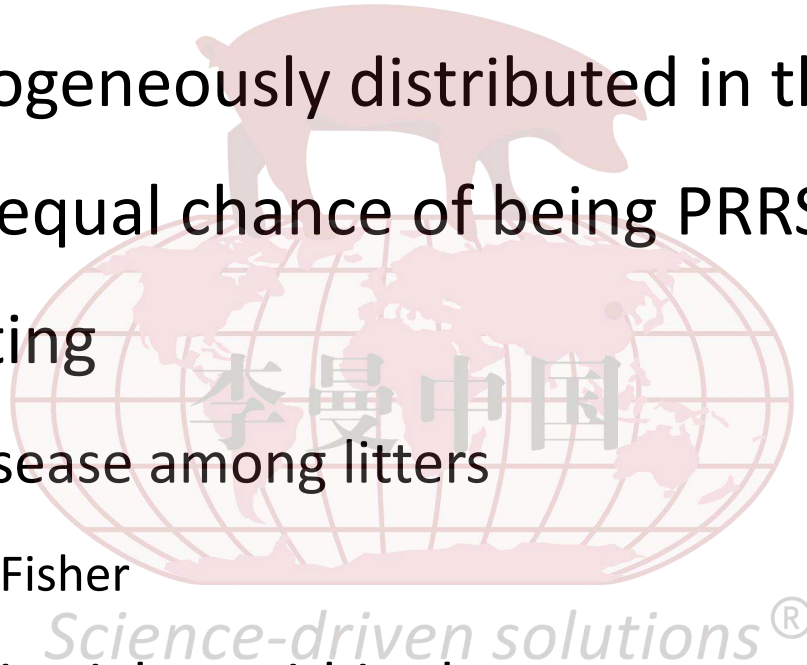 ogeneously distributed in th
equal chance of being PRRS
ting
李曼中国
sease among litters
Fisher
Science-driven solutions®